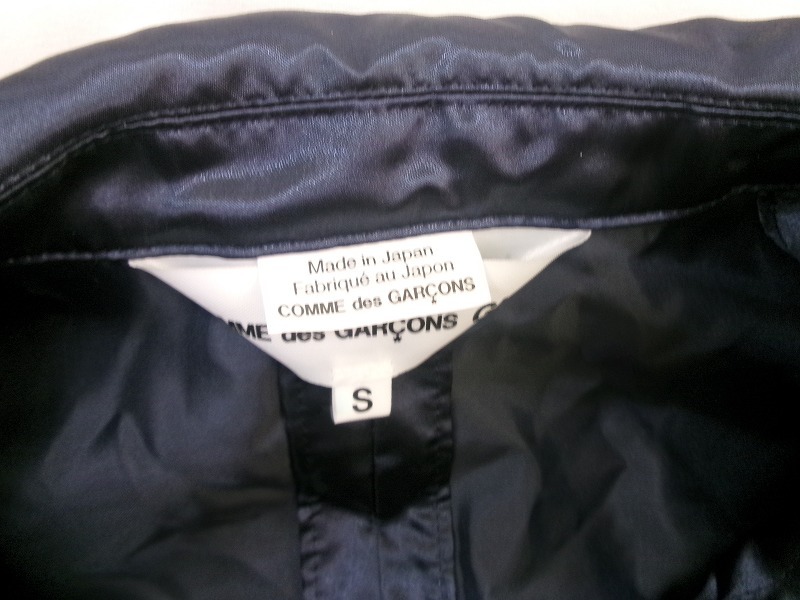 Made in Japan
Fabriqué au Japon
COMME des GARÇONS
MME des GARÇONS
S